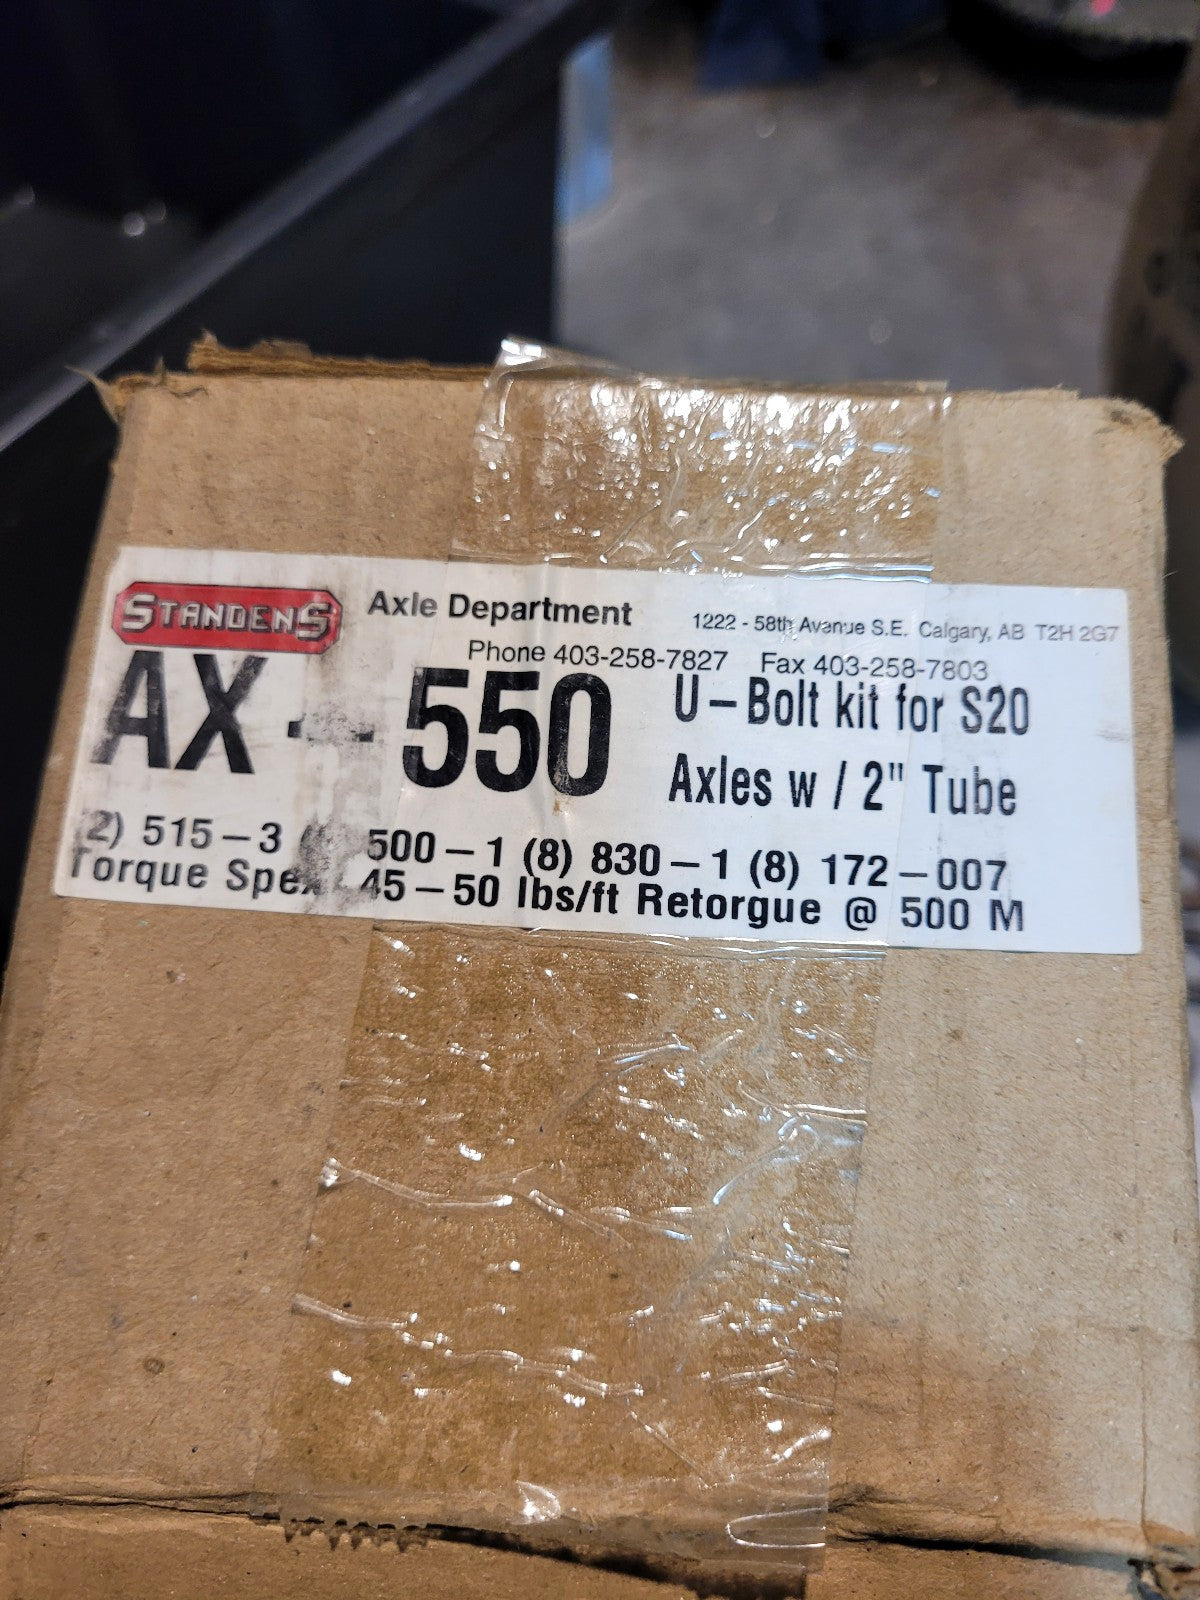 STANDENS Axle Department 1222 - 58th Avenue S.E. Calgary, AB T2H 2G7
Phone 403-258-7827 Fax 403-258-7803
AX - 550 U-Bolt kit for S20
Axles w / 2" Tube
(2) 515-3 500-1 (8) 830-1 (8) 172-007
Torque Spec 45-50 lbs/ft Retorgue @ 500 M